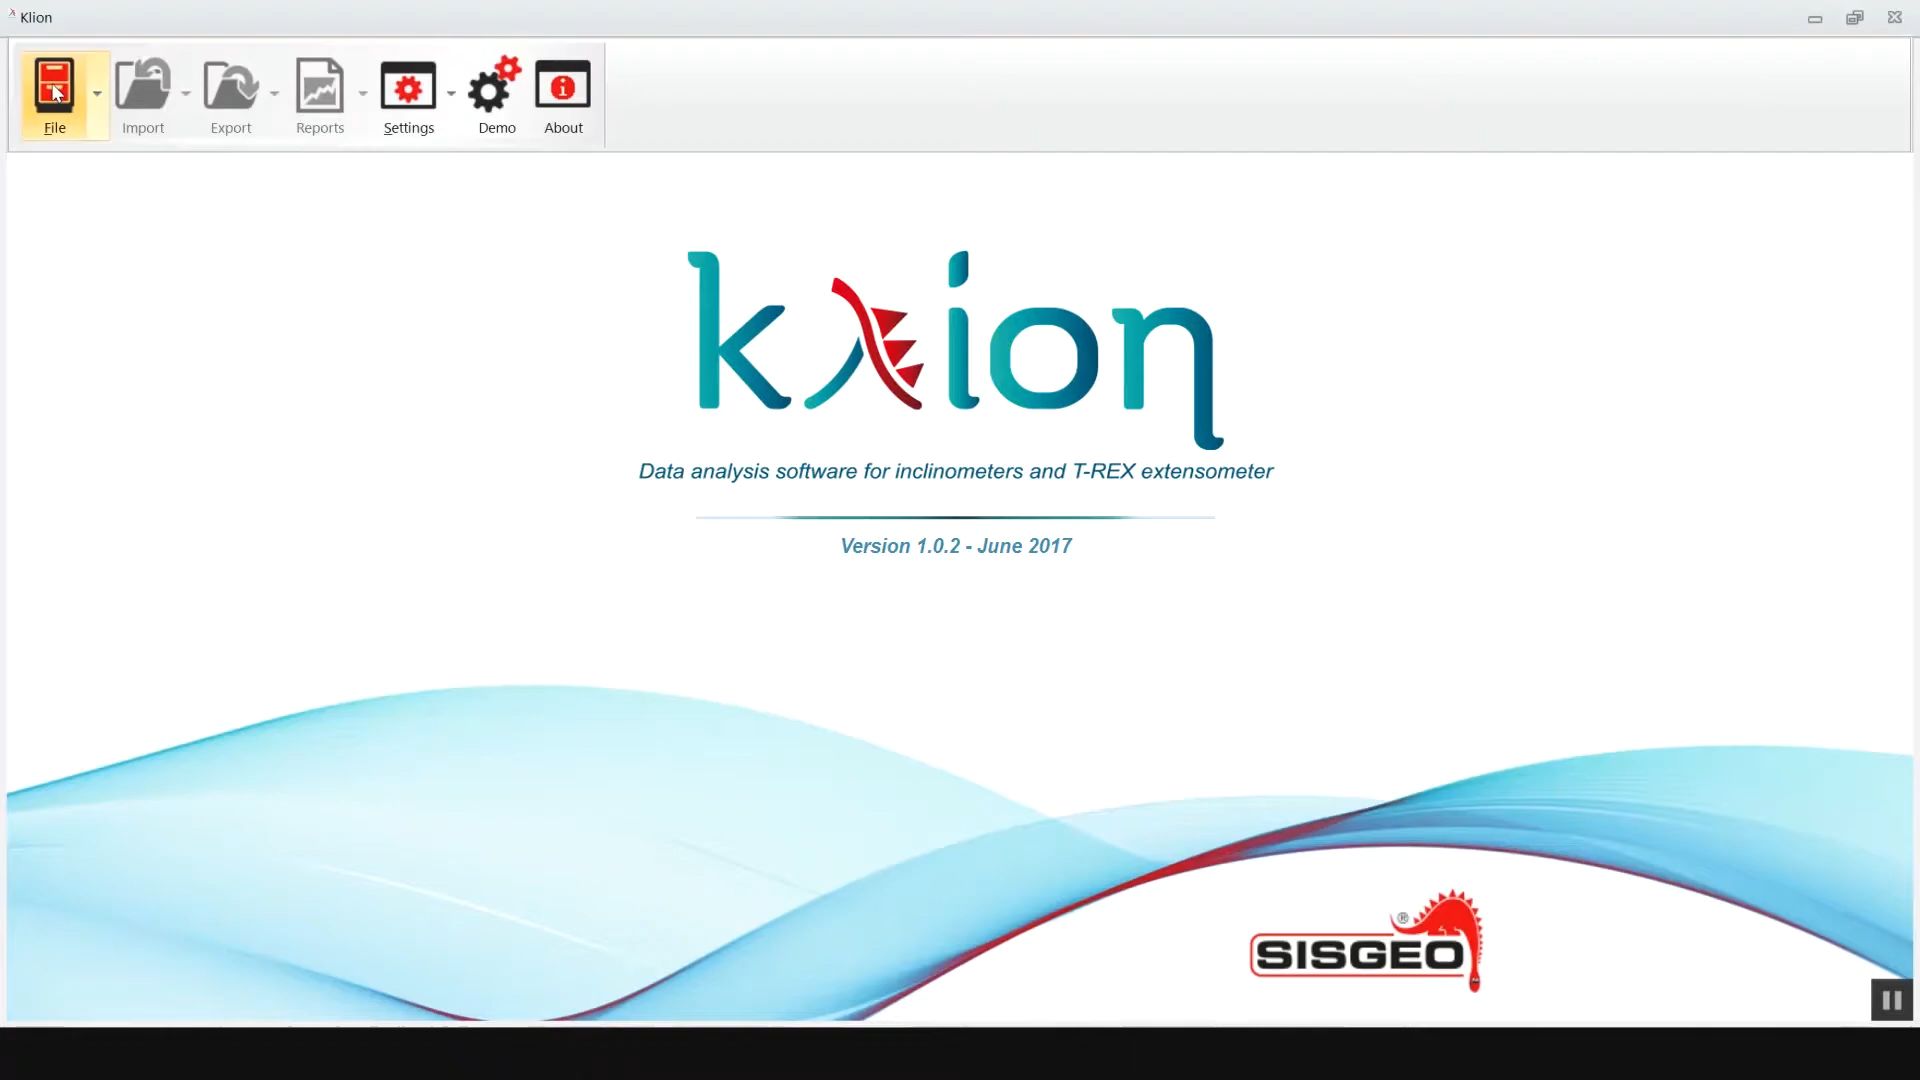 Klion
File Import Export Reports Settings Demo About
kλion
Data analysis software for inclinometers and T-REX extensometer
Version 1.0.2 - June 2017
®
SISGEO